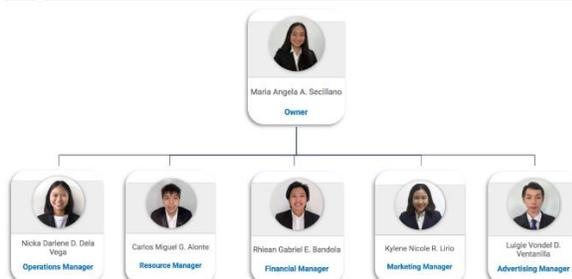 Maria Angela A. Secillano
Owner
Nicka Darlene D. Dela
Vega
Operations Manager
Carlos Miguel G. Alonte
Resource Manager
Rhiean Gabriel E. Bandola
Financial Manager
Kylene Nicole R. Lirio
Marketing Manager
Luigie Vondel D.
Ventanilla
Advertising Manager